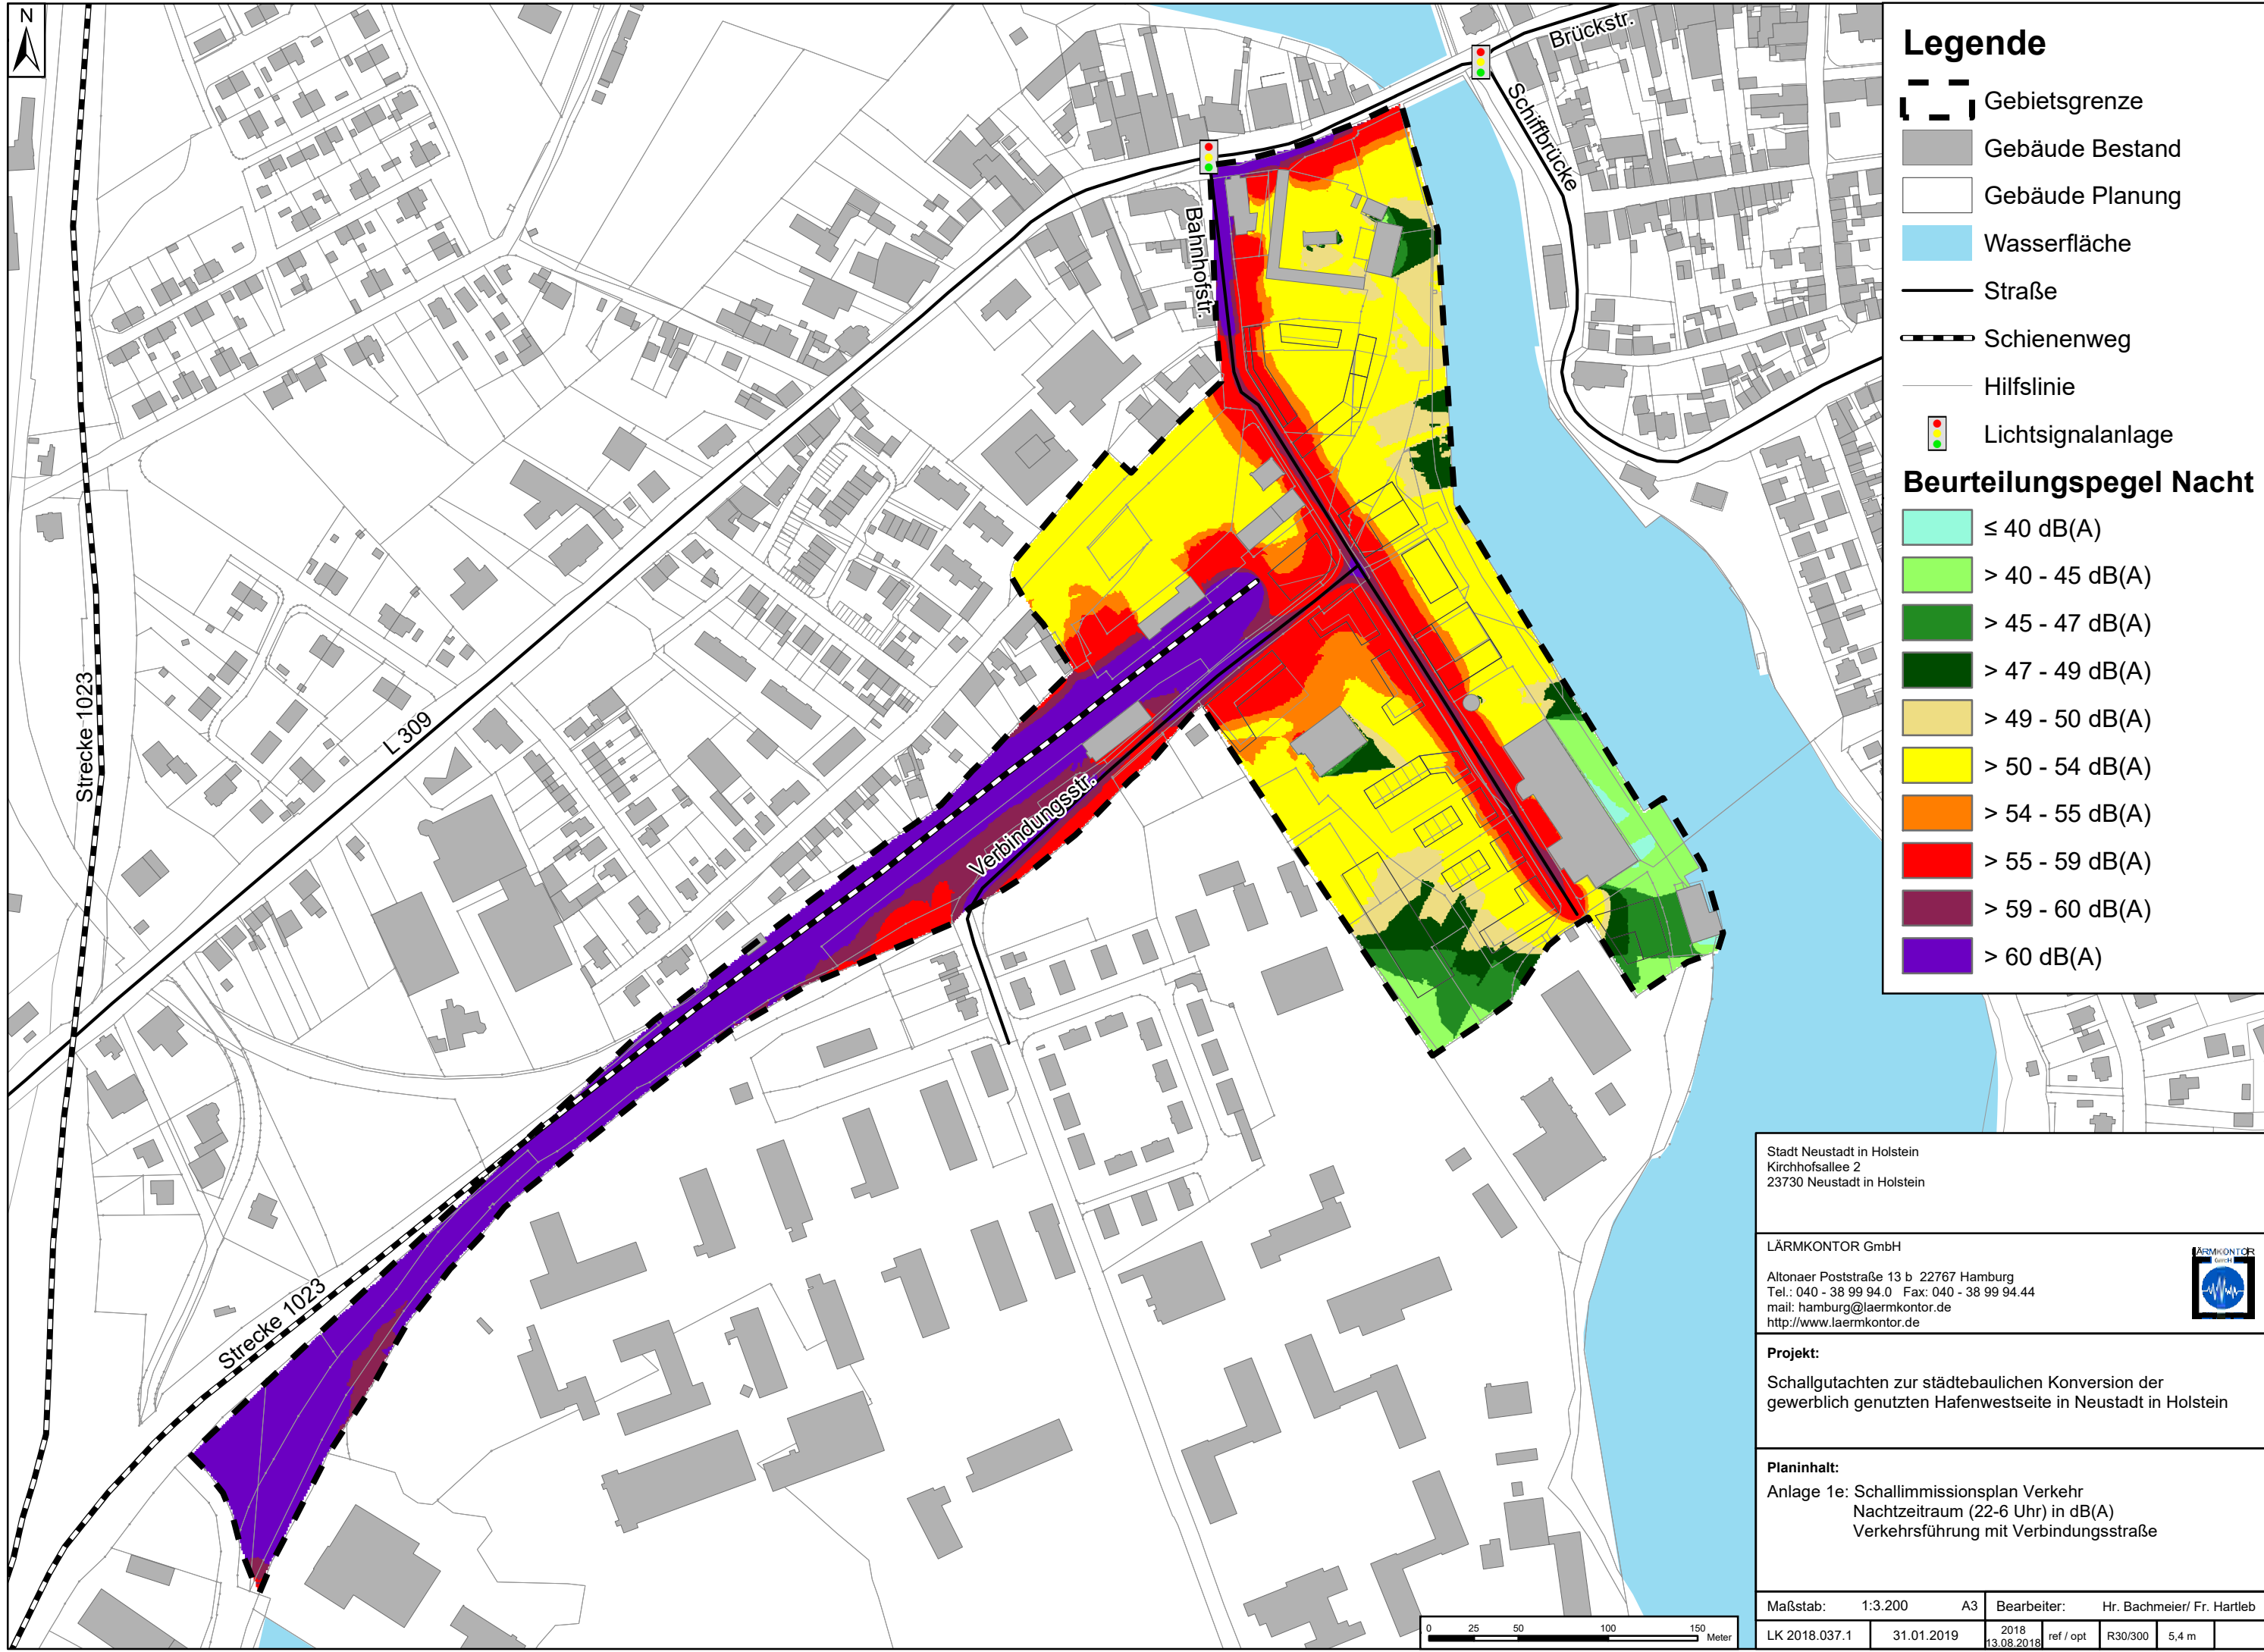 N
Brückstr.
Schiffbrücke
Bahnhofstr.
Strecke 1023
L 309
Verbindungsstr.
Strecke 1023
Legende
Gebietsgrenze
Gebäude Bestand
Gebäude Planung
Wasserfläche
Straße
Schienenweg
Hilfslinie
Lichtsignalanlage
Beurteilungspegel Nacht
≤ 40 dB(A)
> 40 - 45 dB(A)
> 45 - 47 dB(A)
> 47 - 49 dB(A)
> 49 - 50 dB(A)
> 50 - 54 dB(A)
> 54 - 55 dB(A)
> 55 - 59 dB(A)
> 59 - 60 dB(A)
> 60 dB(A)
Stadt Neustadt in Holstein
Kirchhofsallee 2
23730 Neustadt in Holstein
LÄRMKONTOR GmbH
Altonaer Poststraße 13 b 22767 Hamburg
Tel.: 040 - 38 99 94.0 Fax: 040 - 38 99 94.44
mail: hamburg@laermkontor.de
http://www.laermkontor.de
LÄRMKONTOR
GmbH
Projekt:
Schallgutachten zur städtebaulichen Konversion der
gewerblich genutzten Hafenwestseite in Neustadt in Holstein
Planinhalt:
Anlage 1e: Schallimmissionsplan Verkehr
Nachtzeitraum (22-6 Uhr) in dB(A)
Verkehrsführung mit Verbindungsstraße
Maßstab: 1:3.200 A3 Bearbeiter: Hr. Bachmeier/ Fr. Hartleb
LK 2018.037.1 31.01.2019 2018 13.08.2018 ref / opt R30/300 5,4 m
0 25 50 100 150 Meter